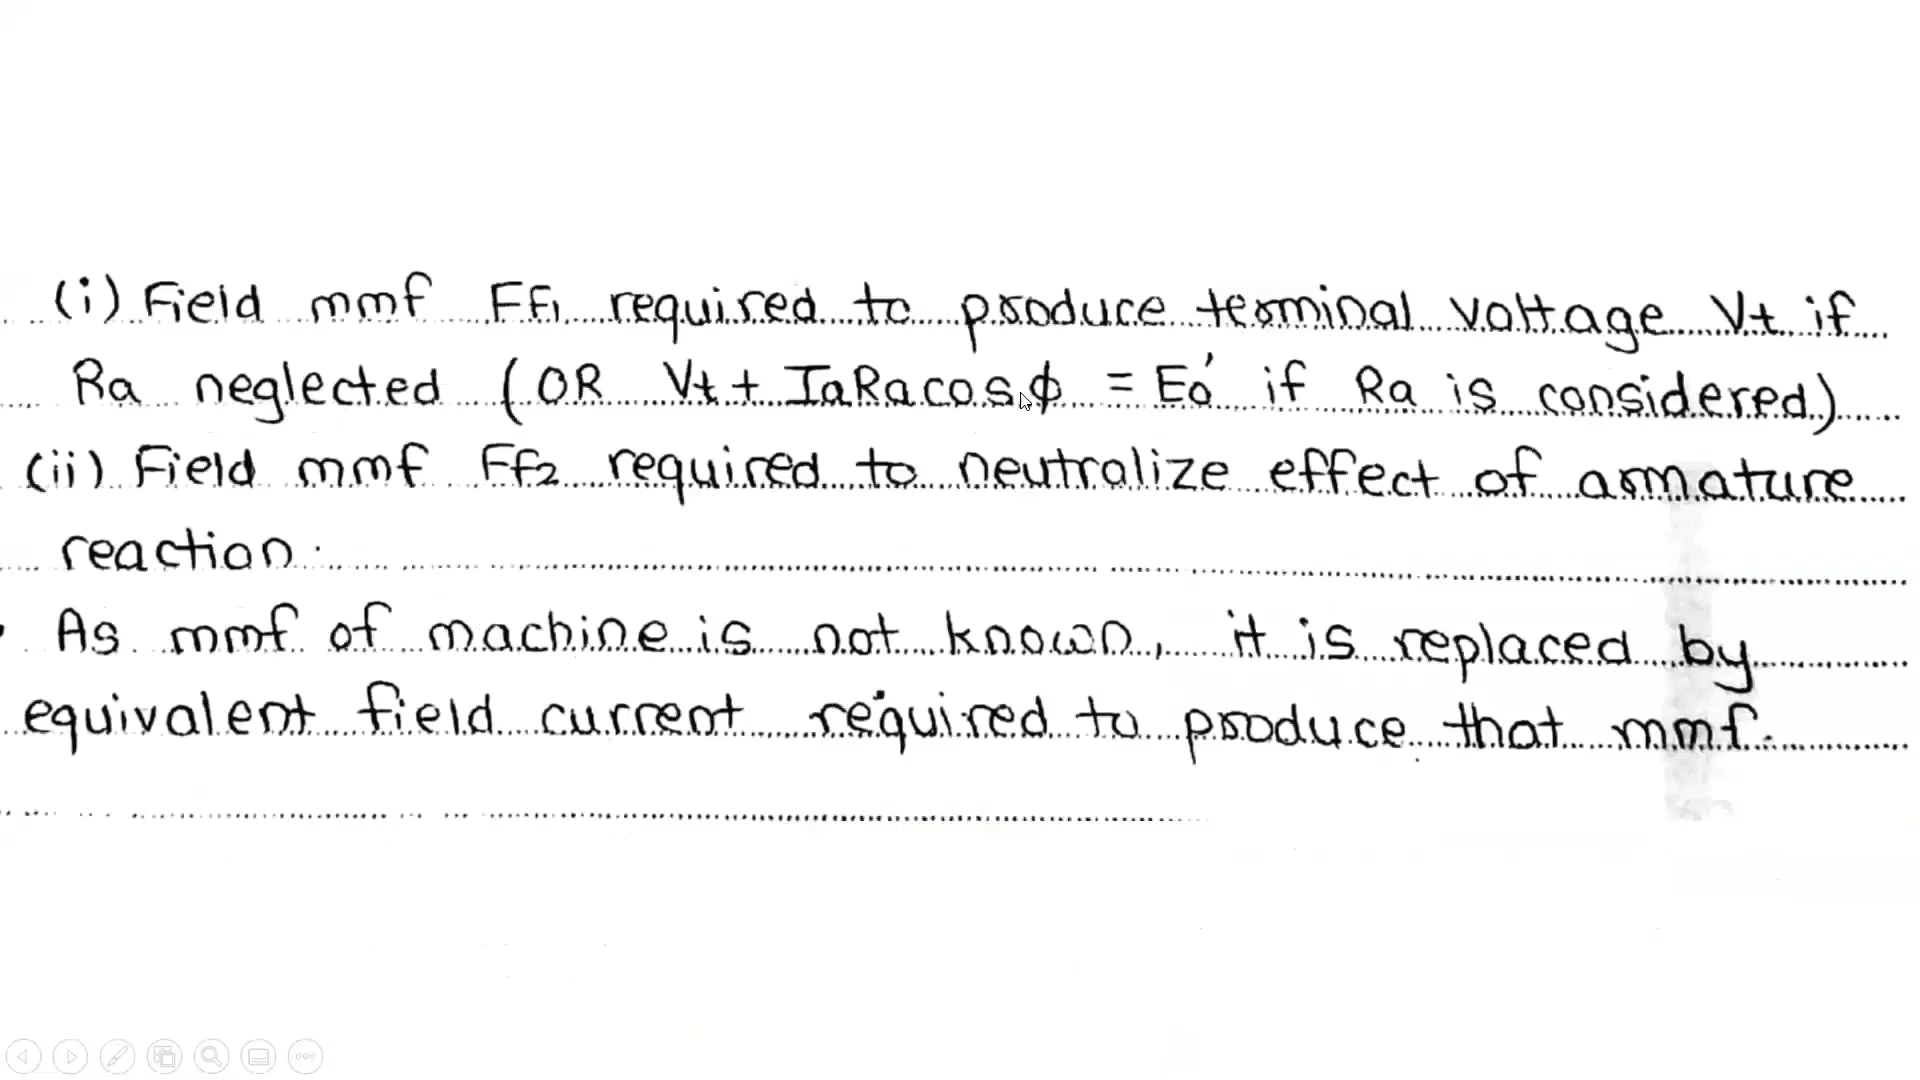 (i) Field mmf Ff1 required to produce terminal voltage Vt if
Ra neglected (OR Vt + IaRacosφ = Eo' if Ra is considered)
(ii) Field mmf Ff2 required to neutralize effect of armature
reaction.
As mmf of machine is not known, it is replaced by
equivalent field current required to produce that mmf.